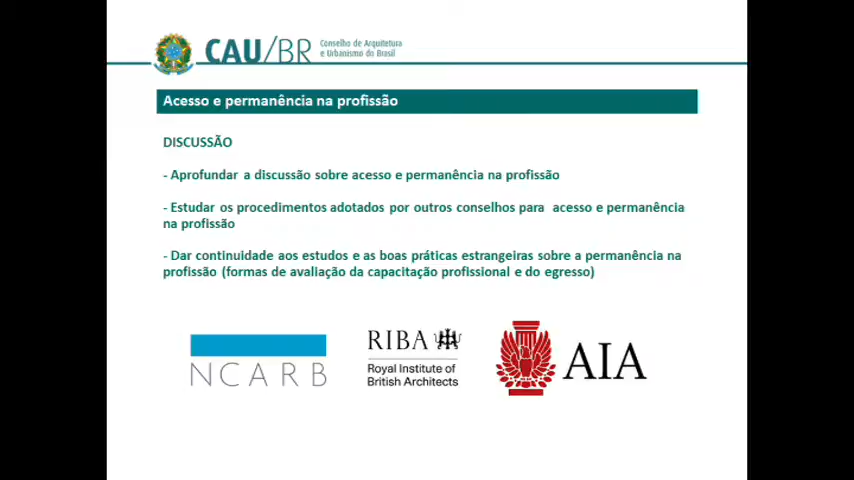 CAU/BR
Conselho de Arquitetura
e Urbanismo do Brasil
Acesso e permanência na profissão
DISCUSSÃO
- Aprofundar a discussão sobre acesso e permanência na profissão
- Estudar os procedimentos adotados por outros conselhos para acesso e permanência
na profissão
- Dar continuidade aos estudos e as boas práticas estrangeiras sobre a permanência na
profissão (formas de avaliação da capacitação profissional e do egresso)
NCARB
RIBA
Royal Institute of
British Architects
AIA